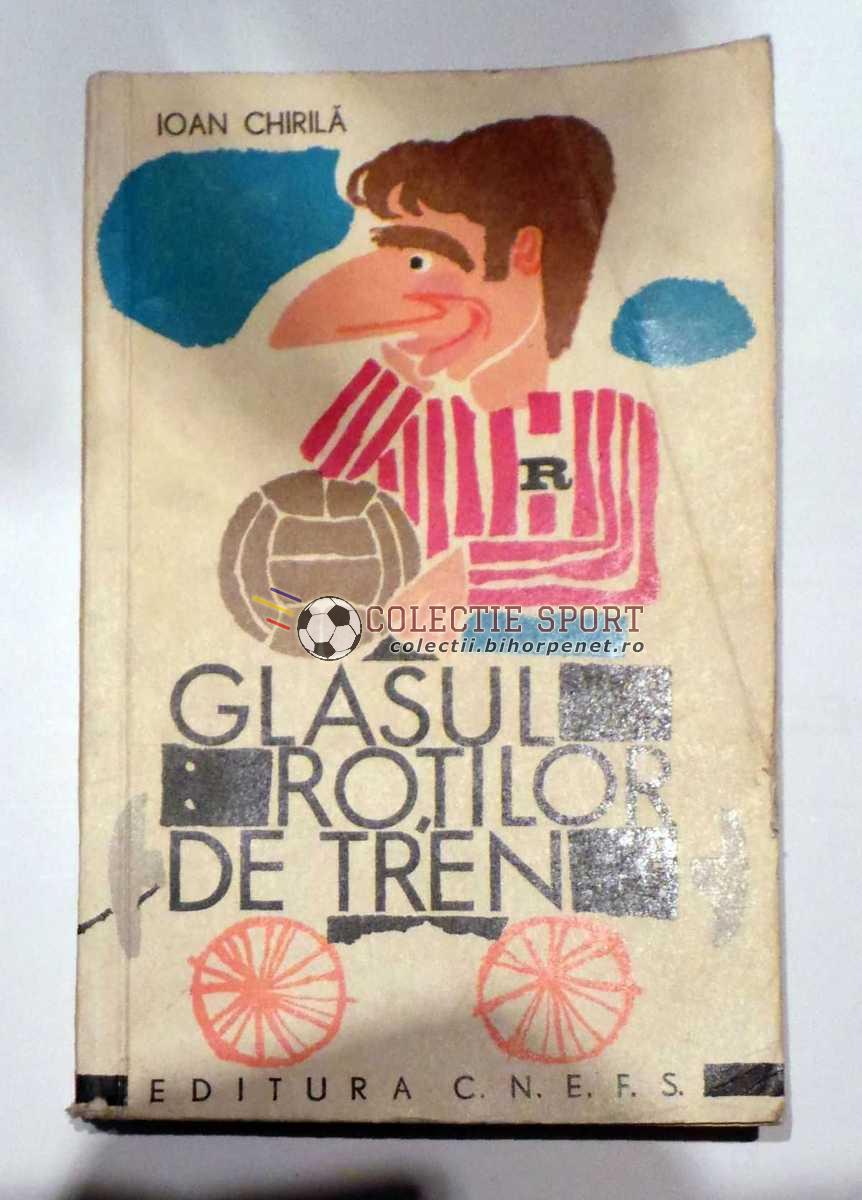 IOAN CHIRILĂ
R
COLECTIE SPORT
colectii.bihorpenet.ro
GLASUL
ROȚILOR
DE TREN
EDITURA C.N.E.F.S.